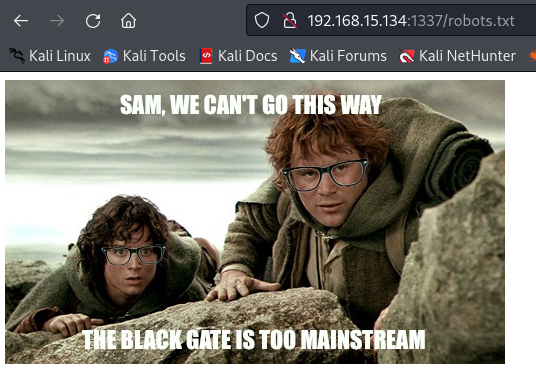 192.168.15.134:1337/robots.txt
Kali Linux Kali Tools Kali Docs Kali Forums Kali NetHunter
SAM, WE CAN'T GO THIS WAY
THE BLACK GATE IS TOO MAINSTREAM